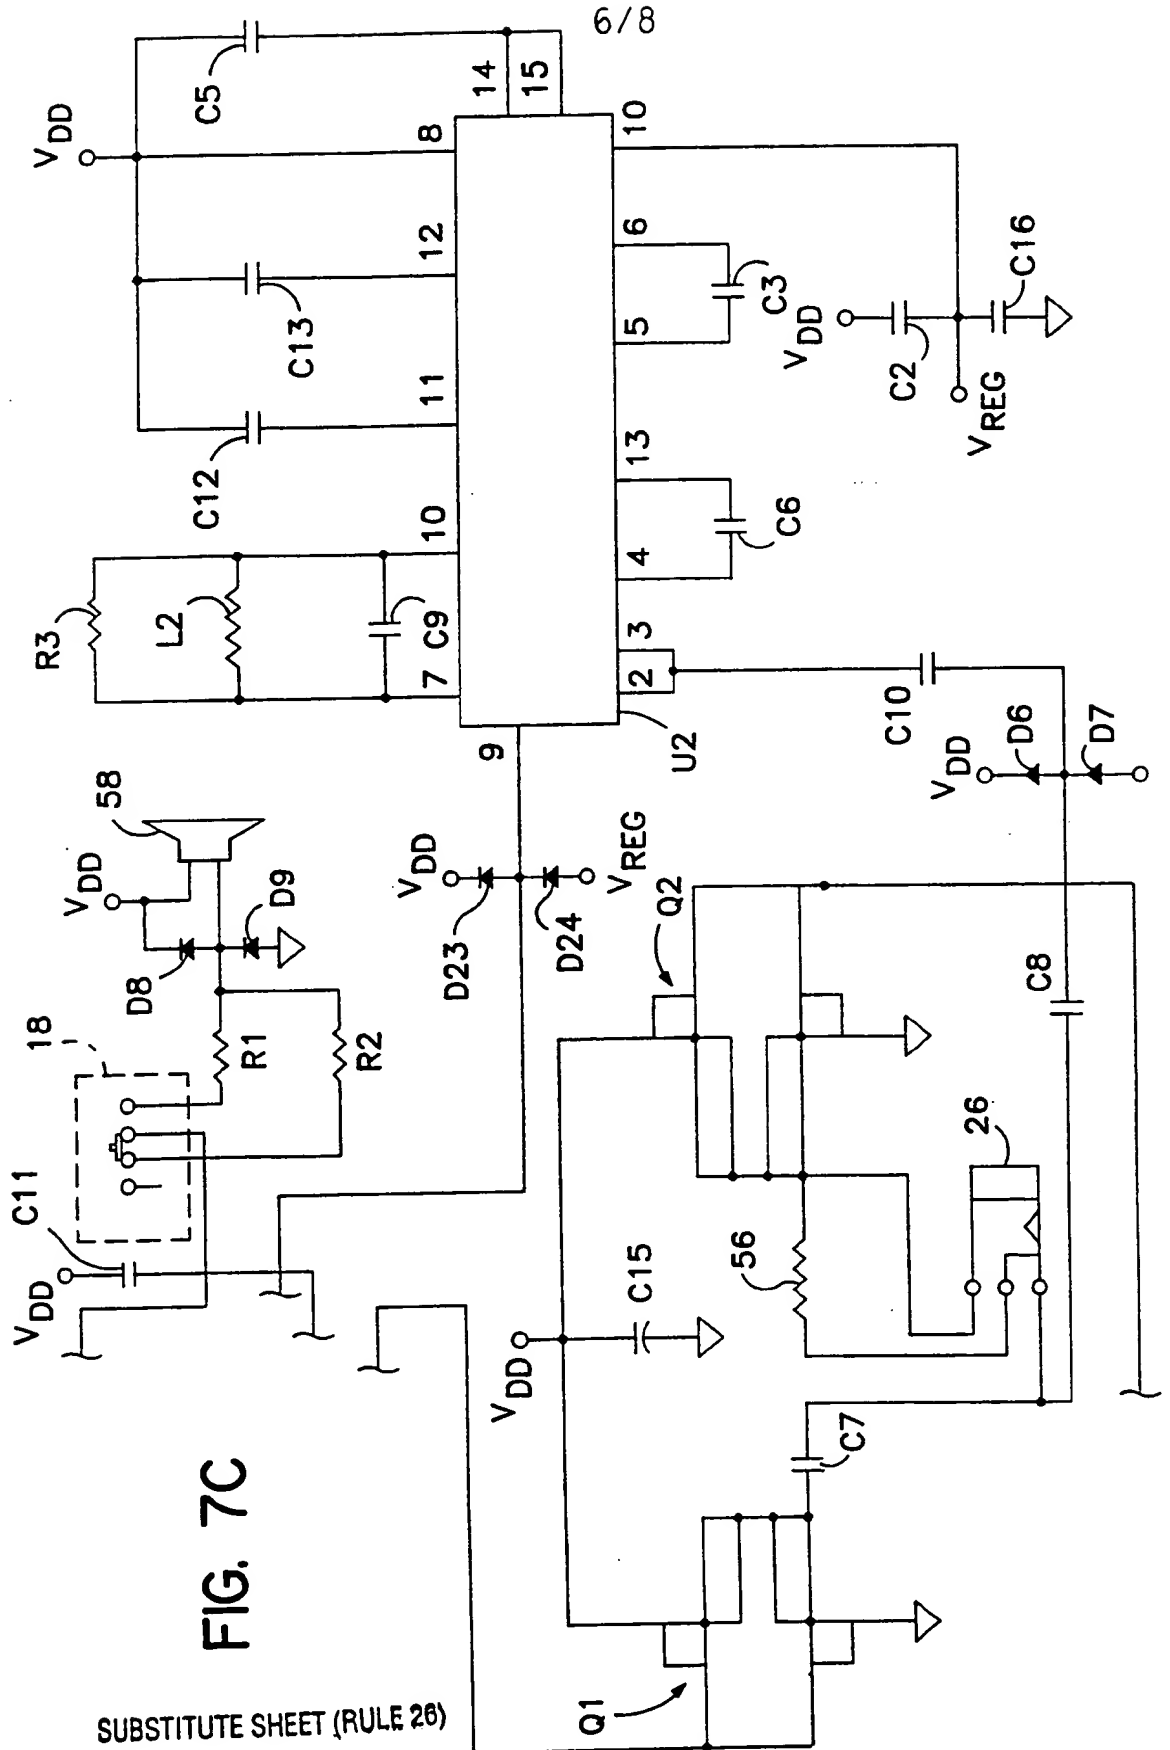 6/8
FIG. 7C
SUBSTITUTE SHEET (RULE 26)
V DD
C5
14
15
8
12
C13
11
C12
10
R3
L2
C9
7
9
U2
2
3
4
13
C6
5
6
C3
10
V DD
C2
C16
V REG
C10
V DD
D6
D7
58
V DD
D9
D8
18
R1
R2
C11
V DD
V DD
D23
D24
V REG
Q2
C8
26
56
C15
V DD
C7
Q1